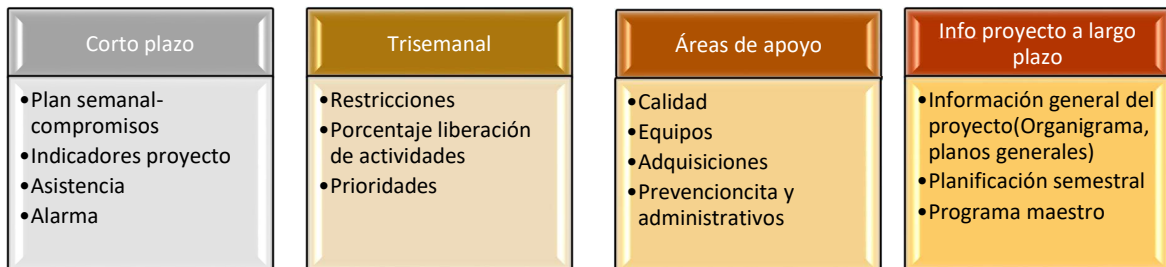 Corto plazo
•Plan semanal-
compromisos
•Indicadores proyecto
•Asistencia
•Alarma
Trisemanal
•Restricciones
•Porcentaje liberación
de actividades
•Prioridades
Áreas de apoyo
•Calidad
•Equipos
•Adquisiciones
•Prevencioncita y
administrativos
Info proyecto a largo
plazo
•Información general del
proyecto(Organigrama,
planos generales)
•Planificación semestral
•Programa maestro